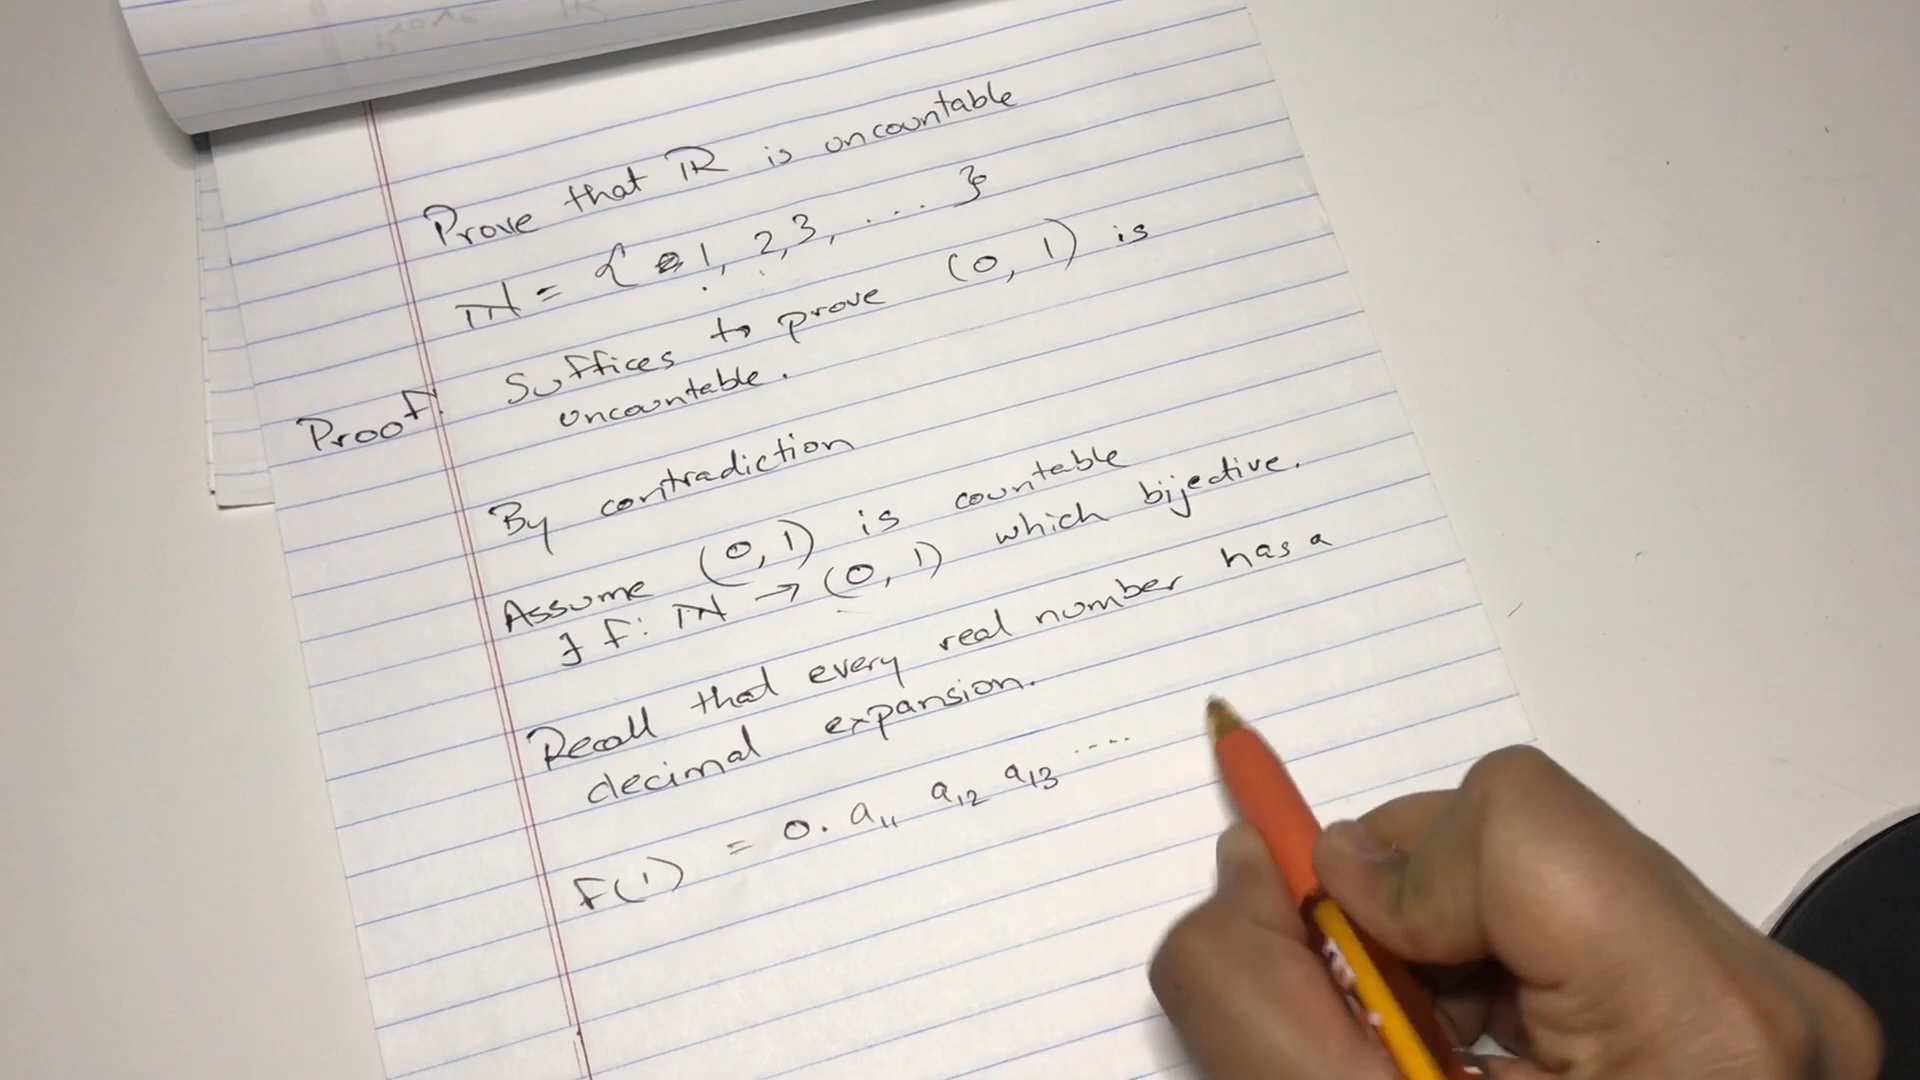 Prove that ℝ is uncountable
ℕ = { 1, 2, 3, .... }
Proof: Suffices to prove (0, 1) is
uncountable.
By contradiction
Assume (0, 1) is countable
∃ f: ℕ → (0, 1) which bijective.
Recall that every real number has a
decimal expansion.
f(1) = 0. a₁₁ a₁₂ a₁₃ ....